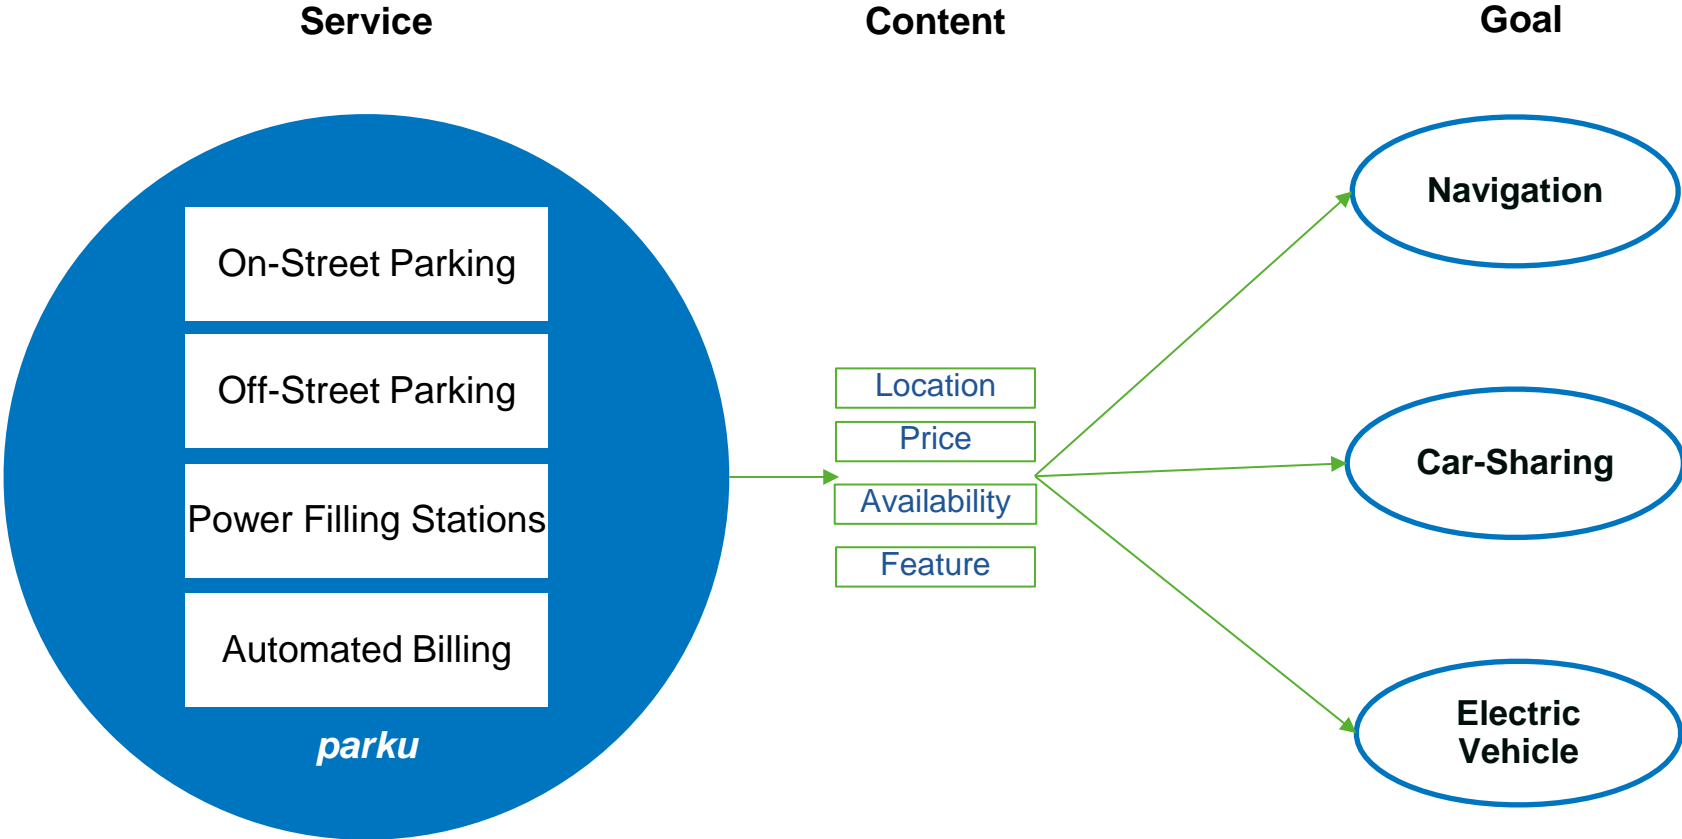 Service
Content
Goal
On-Street Parking
Off-Street Parking
Power Filling Stations
Automated Billing
parku
Location
Price
Availability
Feature
Navigation
Car-Sharing
Electric
Vehicle